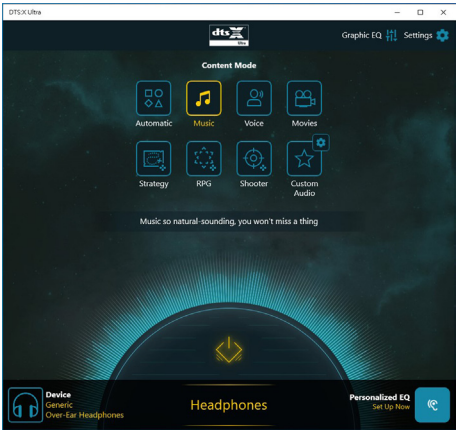 DTS:X Ultra
dts X
Ultra
Graphic EQ
Settings
Content Mode
Automatic
Music
Voice
Movies
Strategy
RPG
Shooter
Custom
Audio
Music so natural-sounding, you won't miss a thing
Device
Generic
Over-Ear Headphones
Headphones
Personalized EQ
Set Up Now